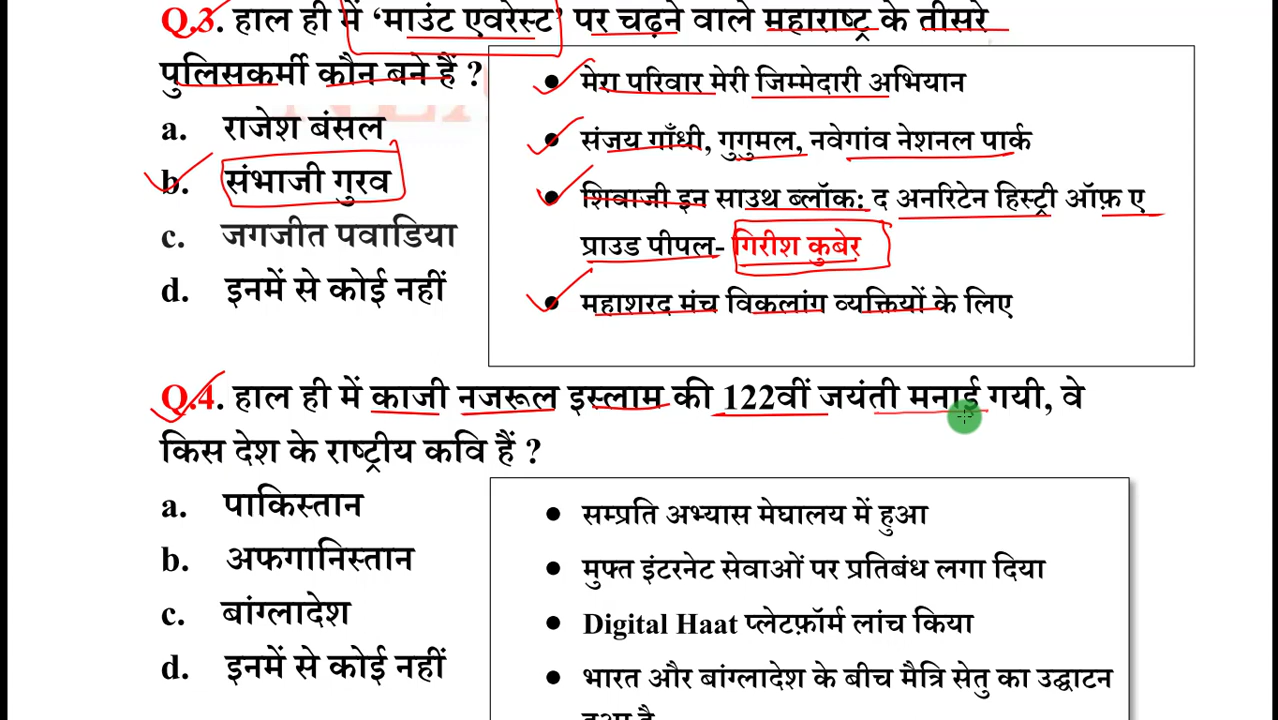 Q.3. हाल ही में ‘माउंट एवरेस्ट’ पर चढ़ने वाले महाराष्ट्र के तीसरे
पुलिसकर्मी कौन बने हैं ?
a. राजेश बंसल
b. संभाजी गुरव
c. जगजीत पवाडिया
d. इनमें से कोई नहीं
● मेरा परिवार मेरी जिम्मेदारी अभियान
● संजय गाँधी, गुगुमल, नवेगांव नेशनल पार्क
● शिवाजी इन साउथ ब्लॉक: द अनरिटेन हिस्ट्री ऑफ़ ए
प्राउड पीपल- गिरीश कुबेर
● महाशरद मंच विकलांग व्यक्तियों के लिए
Q.4. हाल ही में काजी नजरूल इस्लाम की 122वीं जयंती मनाई गयी, वे
किस देश के राष्ट्रीय कवि हैं ?
a. पाकिस्तान
b. अफगानिस्तान
c. बांग्लादेश
d. इनमें से कोई नहीं
● सम्प्रति अभ्यास मेघालय में हुआ
● मुफ्त इंटरनेट सेवाओं पर प्रतिबंध लगा दिया
● Digital Haat प्लेटफ़ॉर्म लांच किया
● भारत और बांग्लादेश के बीच मैत्रि सेतु का उद्घाटन
हुआ है